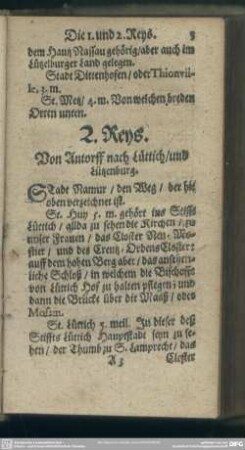 Die 1. und 2. Reys. 5
dem Hauß Nassau gehörig/aber auch im
Lützelburger Land gelegen.
Stadt Dittenhofen/ oder Thionvil-
le. 3. m.
St. Metz/ 4. m. Von welchen beyden
Orten unten.
2. Reys.
Von Antorff nach Lüttich/und
Lützenburg.
STadt Namur / den Weg / der hie
oben verzeichnet ist.
St. Huy 5. m. gehört ins Stifft
Lüttich / allda zu sehen die Kirchen / zu
unser Frauen / das Closter Neu-Mo-
stier / und des Creutz-Ordens Closter:
auff dem hohen Berg aber / das ansehen-
liche Schloß / in welchem die Bischoffe
von Lüttich Hof zu halten pflegen; und
dann die Brücke über die Maaß / oder
Mosam.
St. Lüttich 5. meil. In dieser deß
Stiffts Lüttich Hauptstadt seyn zu se-
hen / der Thumb zu S. Lamprecht / das
A 3 Closter